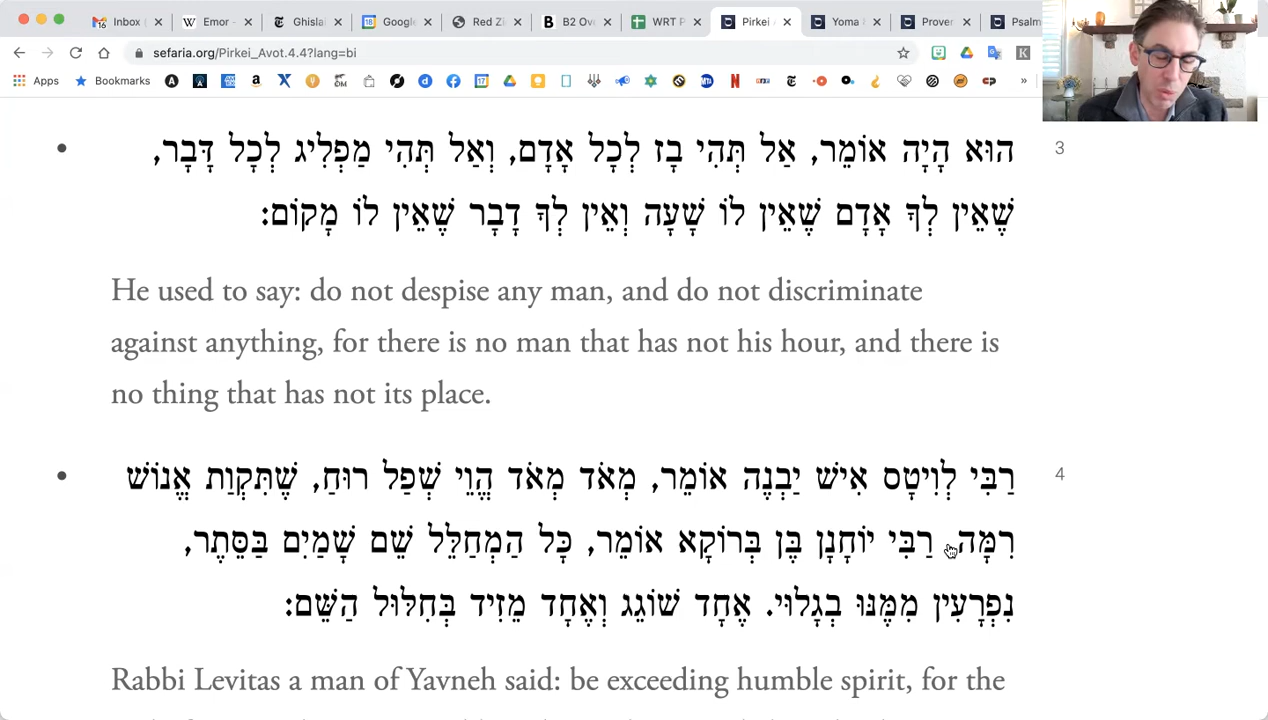 Inbox (
Emor -
Ghislai
Google
Red Zi
B2 Ov
WRT P
Pirkei
Yoma 8
Prover
Psalm
sefaria.org/Pirkei_Avot.4.4?lang=bi
Apps Bookmarks
3
הוּא הָיָה אוֹמֵר, אַל תְּהִי בָז לְכָל אָדָם, וְאַל תְּהִי מַפְלִיג לְכָל דָּבָר,
שֶׁאֵין לְךָ אָדָם שֶׁאֵין לוֹ שָׁעָה וְאֵין לְךָ דָבָר שֶׁאֵין לוֹ מָקוֹם:
He used to say: do not despise any man, and do not discriminate
against anything, for there is no man that has not his hour, and there is
no thing that has not its place.
4
רַבִּי לְוִיטָס אִישׁ יַבְנֶה אוֹמֵר, מְאֹד מְאֹד הֱוֵי שְׁפַל רוּחַ, שֶׁתִּקְוַת אֱנוֹשׁ
רִמָּה. רַבִּי יוֹחָנָן בֶּן בְּרוֹקָא אוֹמֵר, כָּל הַמְחַלֵּל שֵׁם שָׁמַיִם בַּסֵּתֶר,
נִפְרָעִין מִמֶּנּוּ בְגָלוּי. אֶחָד שׁוֹגֵג וְאֶחָד מֵזִיד בְּחִלּוּל הַשֵּׁם:
Rabbi Levitas a man of Yavneh said: be exceeding humble spirit, for the